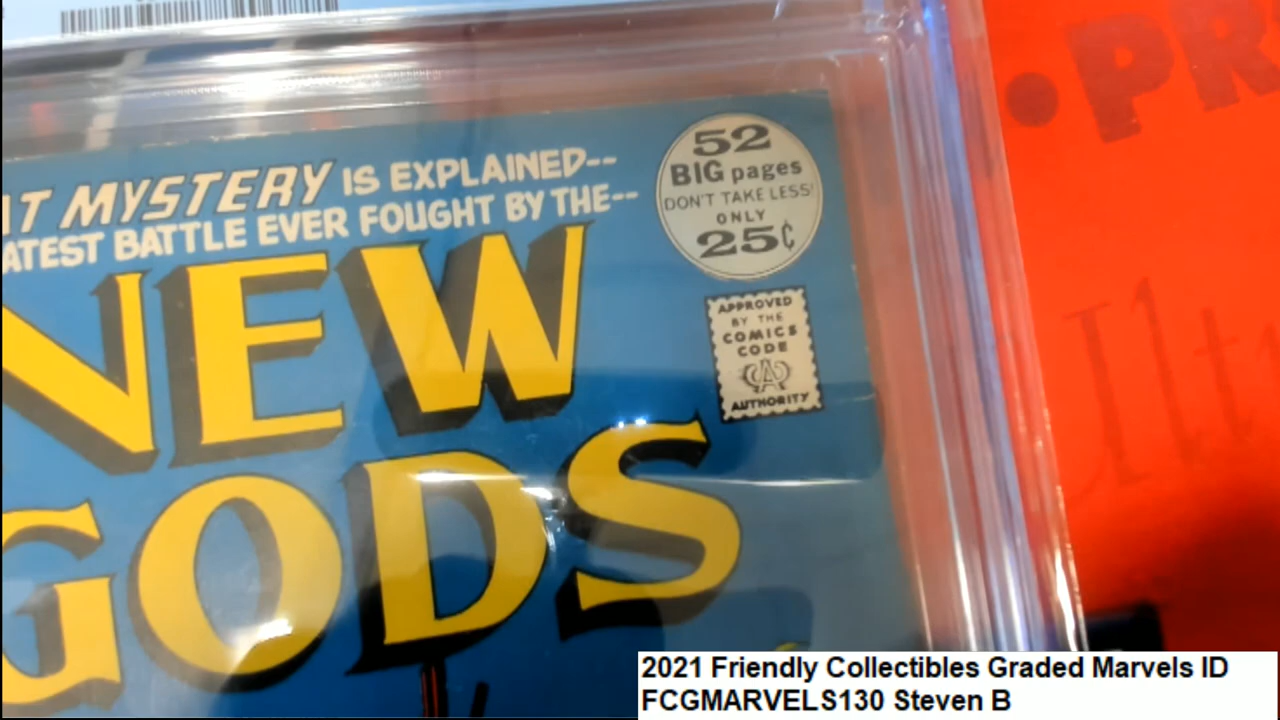 MYSTERY IS EXPLAINED--
BATTLE EVER FOUGHT BY THE--
NEW
GODS
52
BIG pages
DON'T TAKE LESS!
ONLY
25¢
APPROVED
BY THE
COMICS
CODE
CA
AUTHORITY
2021 Friendly Collectibles Graded Marvels ID
FCGMARVELS130 Steven B